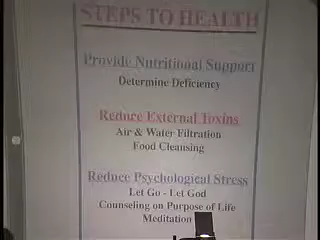 STEPS TO HEALTH
Provide Nutritional Support
Determine Deficiency
Reduce External Toxins
Air & Water Filtration
Food Cleansing
Reduce Psychological Stress
Let Go - Let God
Counseling on Purpose of Life
Meditation